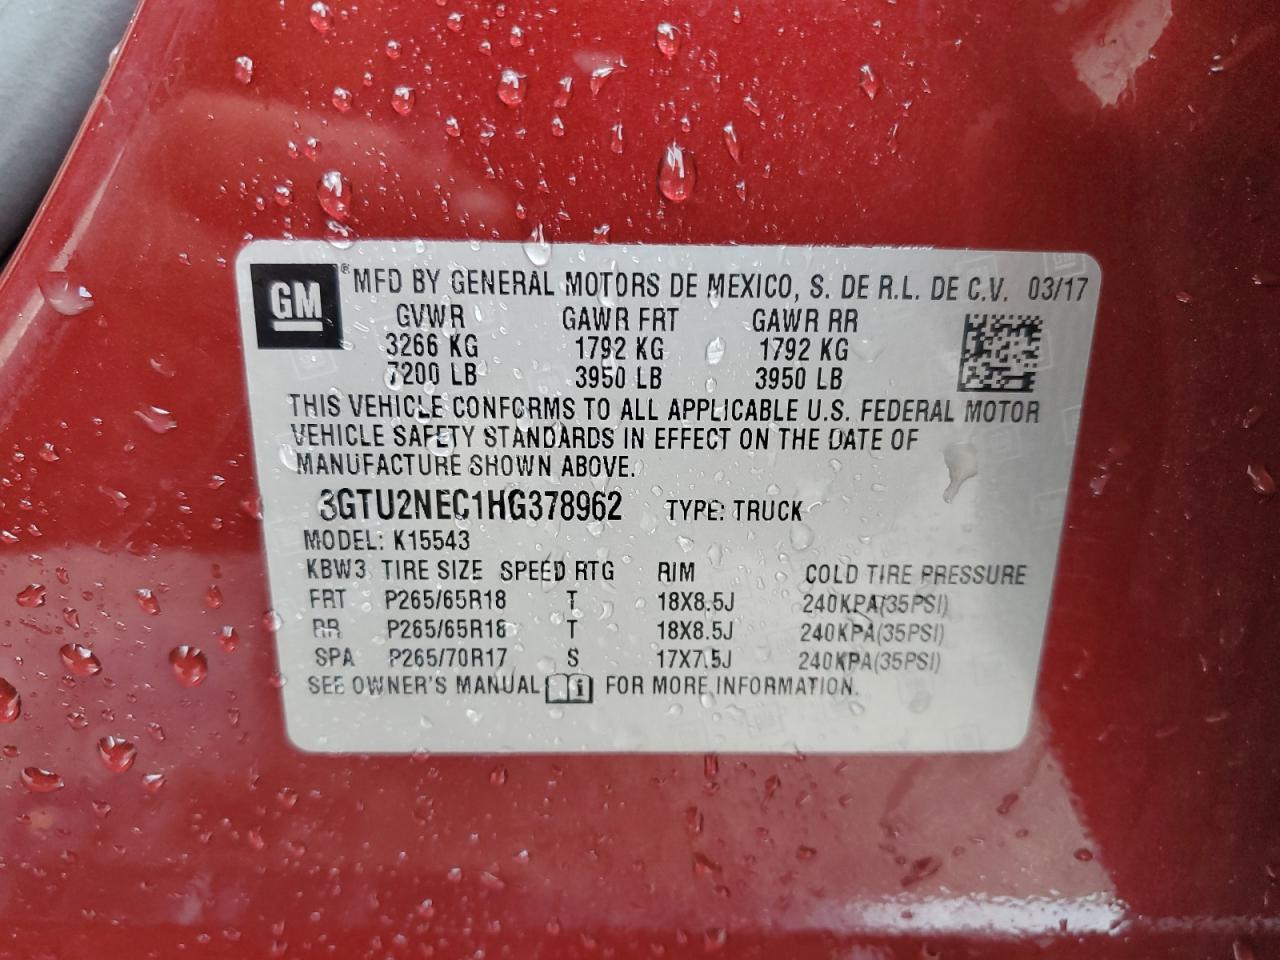 GM ® MFD BY GENERAL MOTORS DE MEXICO, S. DE R.L. DE C.V. 03/17
GVWR GAWR FRT GAWR RR
3266 KG 1792 KG 1792 KG
7200 LB 3950 LB 3950 LB
THIS VEHICLE CONFORMS TO ALL APPLICABLE U.S. FEDERAL MOTOR
VEHICLE SAFETY STANDARDS IN EFFECT ON THE DATE OF
MANUFACTURE SHOWN ABOVE.
3GTU2NEC1HG378962 TYPE: TRUCK
MODEL: K15543
KBW3 TIRE SIZE SPEED RTG RIM COLD TIRE PRESSURE
FRT P265/65R18 T 18X8.5J 240KPA(35PSI)
RR P265/65R18 T 18X8.5J 240KPA(35PSI)
SPA P265/70R17 S 17X7.5J 240KPA(35PSI)
SEE OWNER'S MANUAL FOR MORE INFORMATION.